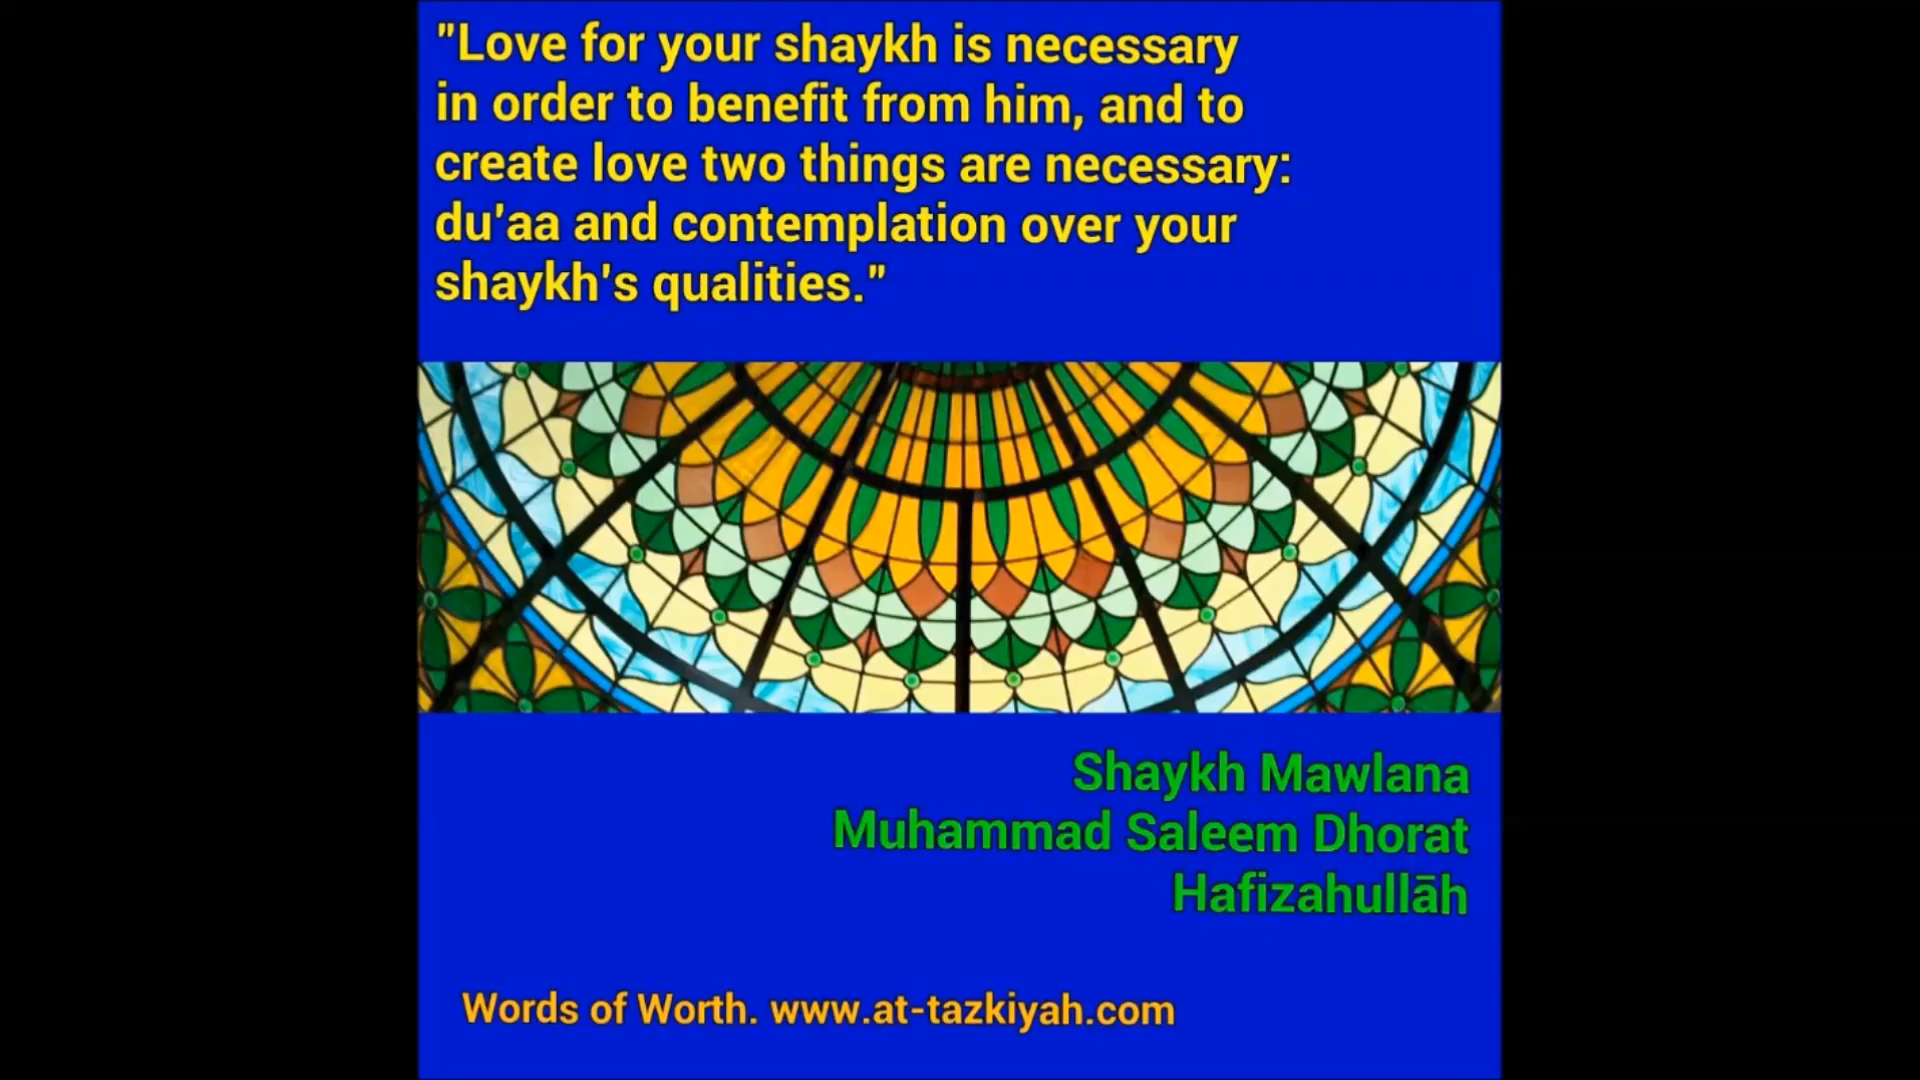 "Love for your shaykh is necessary
in order to benefit from him, and to
create love two things are necessary:
du'aa and contemplation over your
shaykh's qualities."
Shaykh Mawlana
Muhammad Saleem Dhorat
Hafizahullāh
Words of Worth. www.at-tazkiyah.com